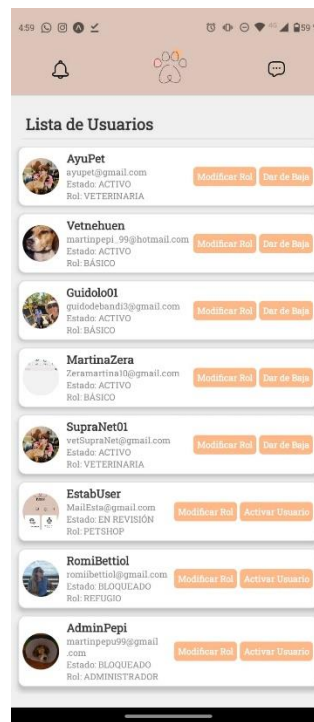 4:59
59
Lista de Usuarios
AyuPet
ayupet@gmail.com
Estado: ACTIVO
Rol: VETERINARIA
Modificar Rol
Dar de Baja
Vetnehuen
martinpepi_99@hotmail.com
Estado: ACTIVO
Rol: BÁSICO
Modificar Rol
Dar de Baja
Guidolo01
guidodebandi3@gmail.com
Estado: ACTIVO
Rol: BÁSICO
Modificar Rol
Dar de Baja
MartinaZera
Zeramartina10@gmail.com
Estado: ACTIVO
Rol: BÁSICO
Modificar Rol
Dar de Baja
SupraNet01
vetSupraNet@gmail.com
Estado: ACTIVO
Rol: VETERINARIA
Modificar Rol
Dar de Baja
EstabUser
MailEsta@gmail.com
Estado: EN REVISIÓN
Rol: PETSHOP
Modificar Rol
Activar Usuario
RomiBettiol
romiibettiol@gmail.com
Estado: BLOQUEADO
Rol: REFUGIO
Modificar Rol
Activar Usuario
AdminPepi
martinpepu99@gmail
.com
Estado: BLOQUEADO
Rol: ADMINISTRADOR
Modificar Rol
Activar Usuario